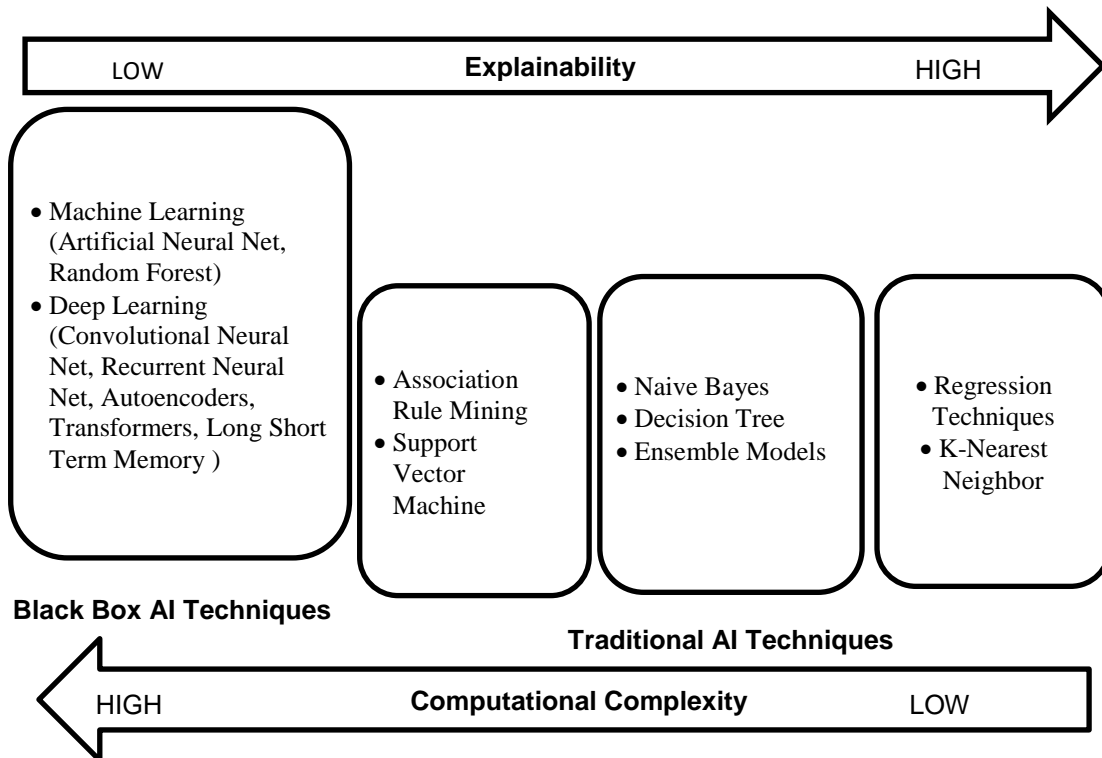 LOW Explainability HIGH
• Machine Learning
(Artificial Neural Net,
Random Forest)
• Deep Learning
(Convolutional Neural
Net, Recurrent Neural
Net, Autoencoders,
Transformers, Long Short
Term Memory )
• Association
Rule Mining
• Support
Vector
Machine
• Naive Bayes
• Decision Tree
• Ensemble Models
• Regression
Techniques
• K-Nearest
Neighbor
Black Box AI Techniques
Traditional AI Techniques
HIGH Computational Complexity LOW